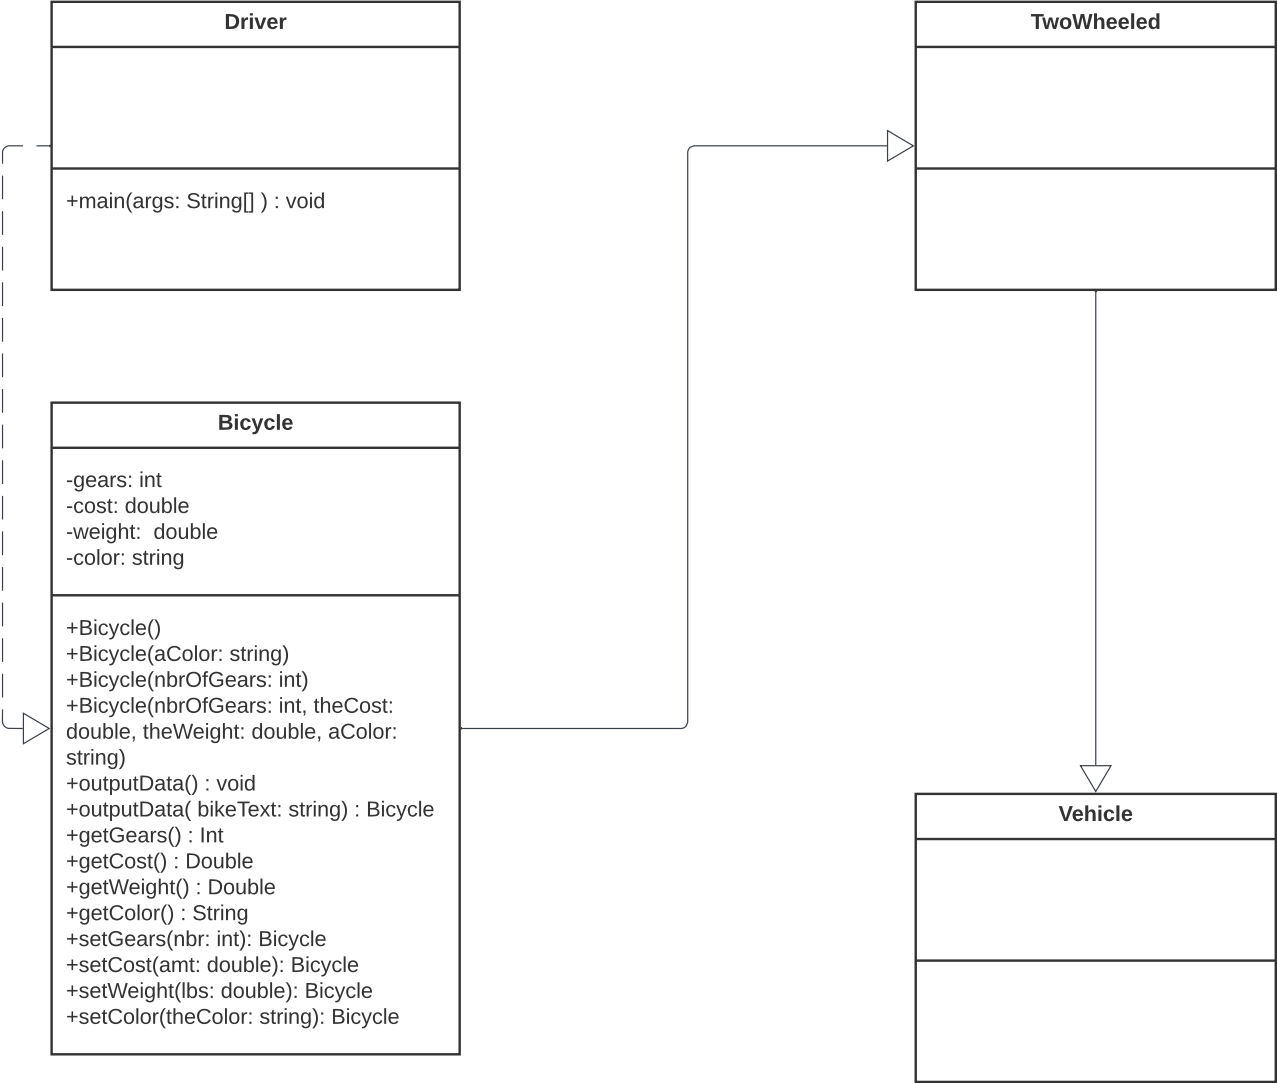 Driver
+main(args: String[] ) : void
TwoWheeled
Bicycle
-gears: int
-cost: double
-weight:  double
-color: string
+Bicycle()
+Bicycle(aColor: string)
+Bicycle(nbrOfGears: int)
+Bicycle(nbrOfGears: int, theCost:
double, theWeight: double, aColor:
string)
+outputData() : void
+outputData( bikeText: string) : Bicycle
+getGears() : Int
+getCost() : Double
+getWeight() : Double
+getColor() : String
+setGears(nbr: int): Bicycle
+setCost(amt: double): Bicycle
+setWeight(lbs: double): Bicycle
+setColor(theColor: string): Bicycle
Vehicle